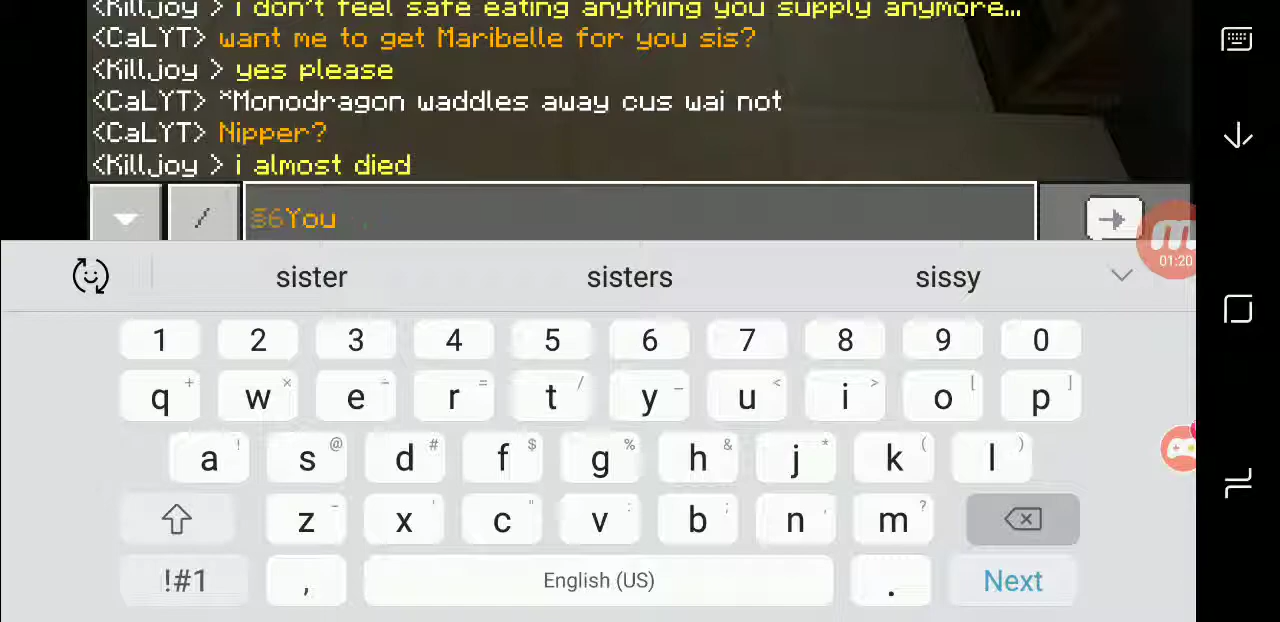 <Killjoy > i don't feel safe eating anything you supply anymore...
<CaLYT> want me to get Maribelle for you sis?
<Killjoy > yes please
<CaLYT> *Monodragon waddles away cus wai not
<CaLYT> Nipper?
<Killjoy > i almost died
/ §6You
01:20
sister sisters sissy
1 2 3 4 5 6 7 8 9 0
q + w × e ÷ r = t / y _ u < i > o [ p ]
a ! s @ d # f $ g % h & j * k ( l )
z - x ' c " v : b ; n , m ?
!#1 , English (US) . Next